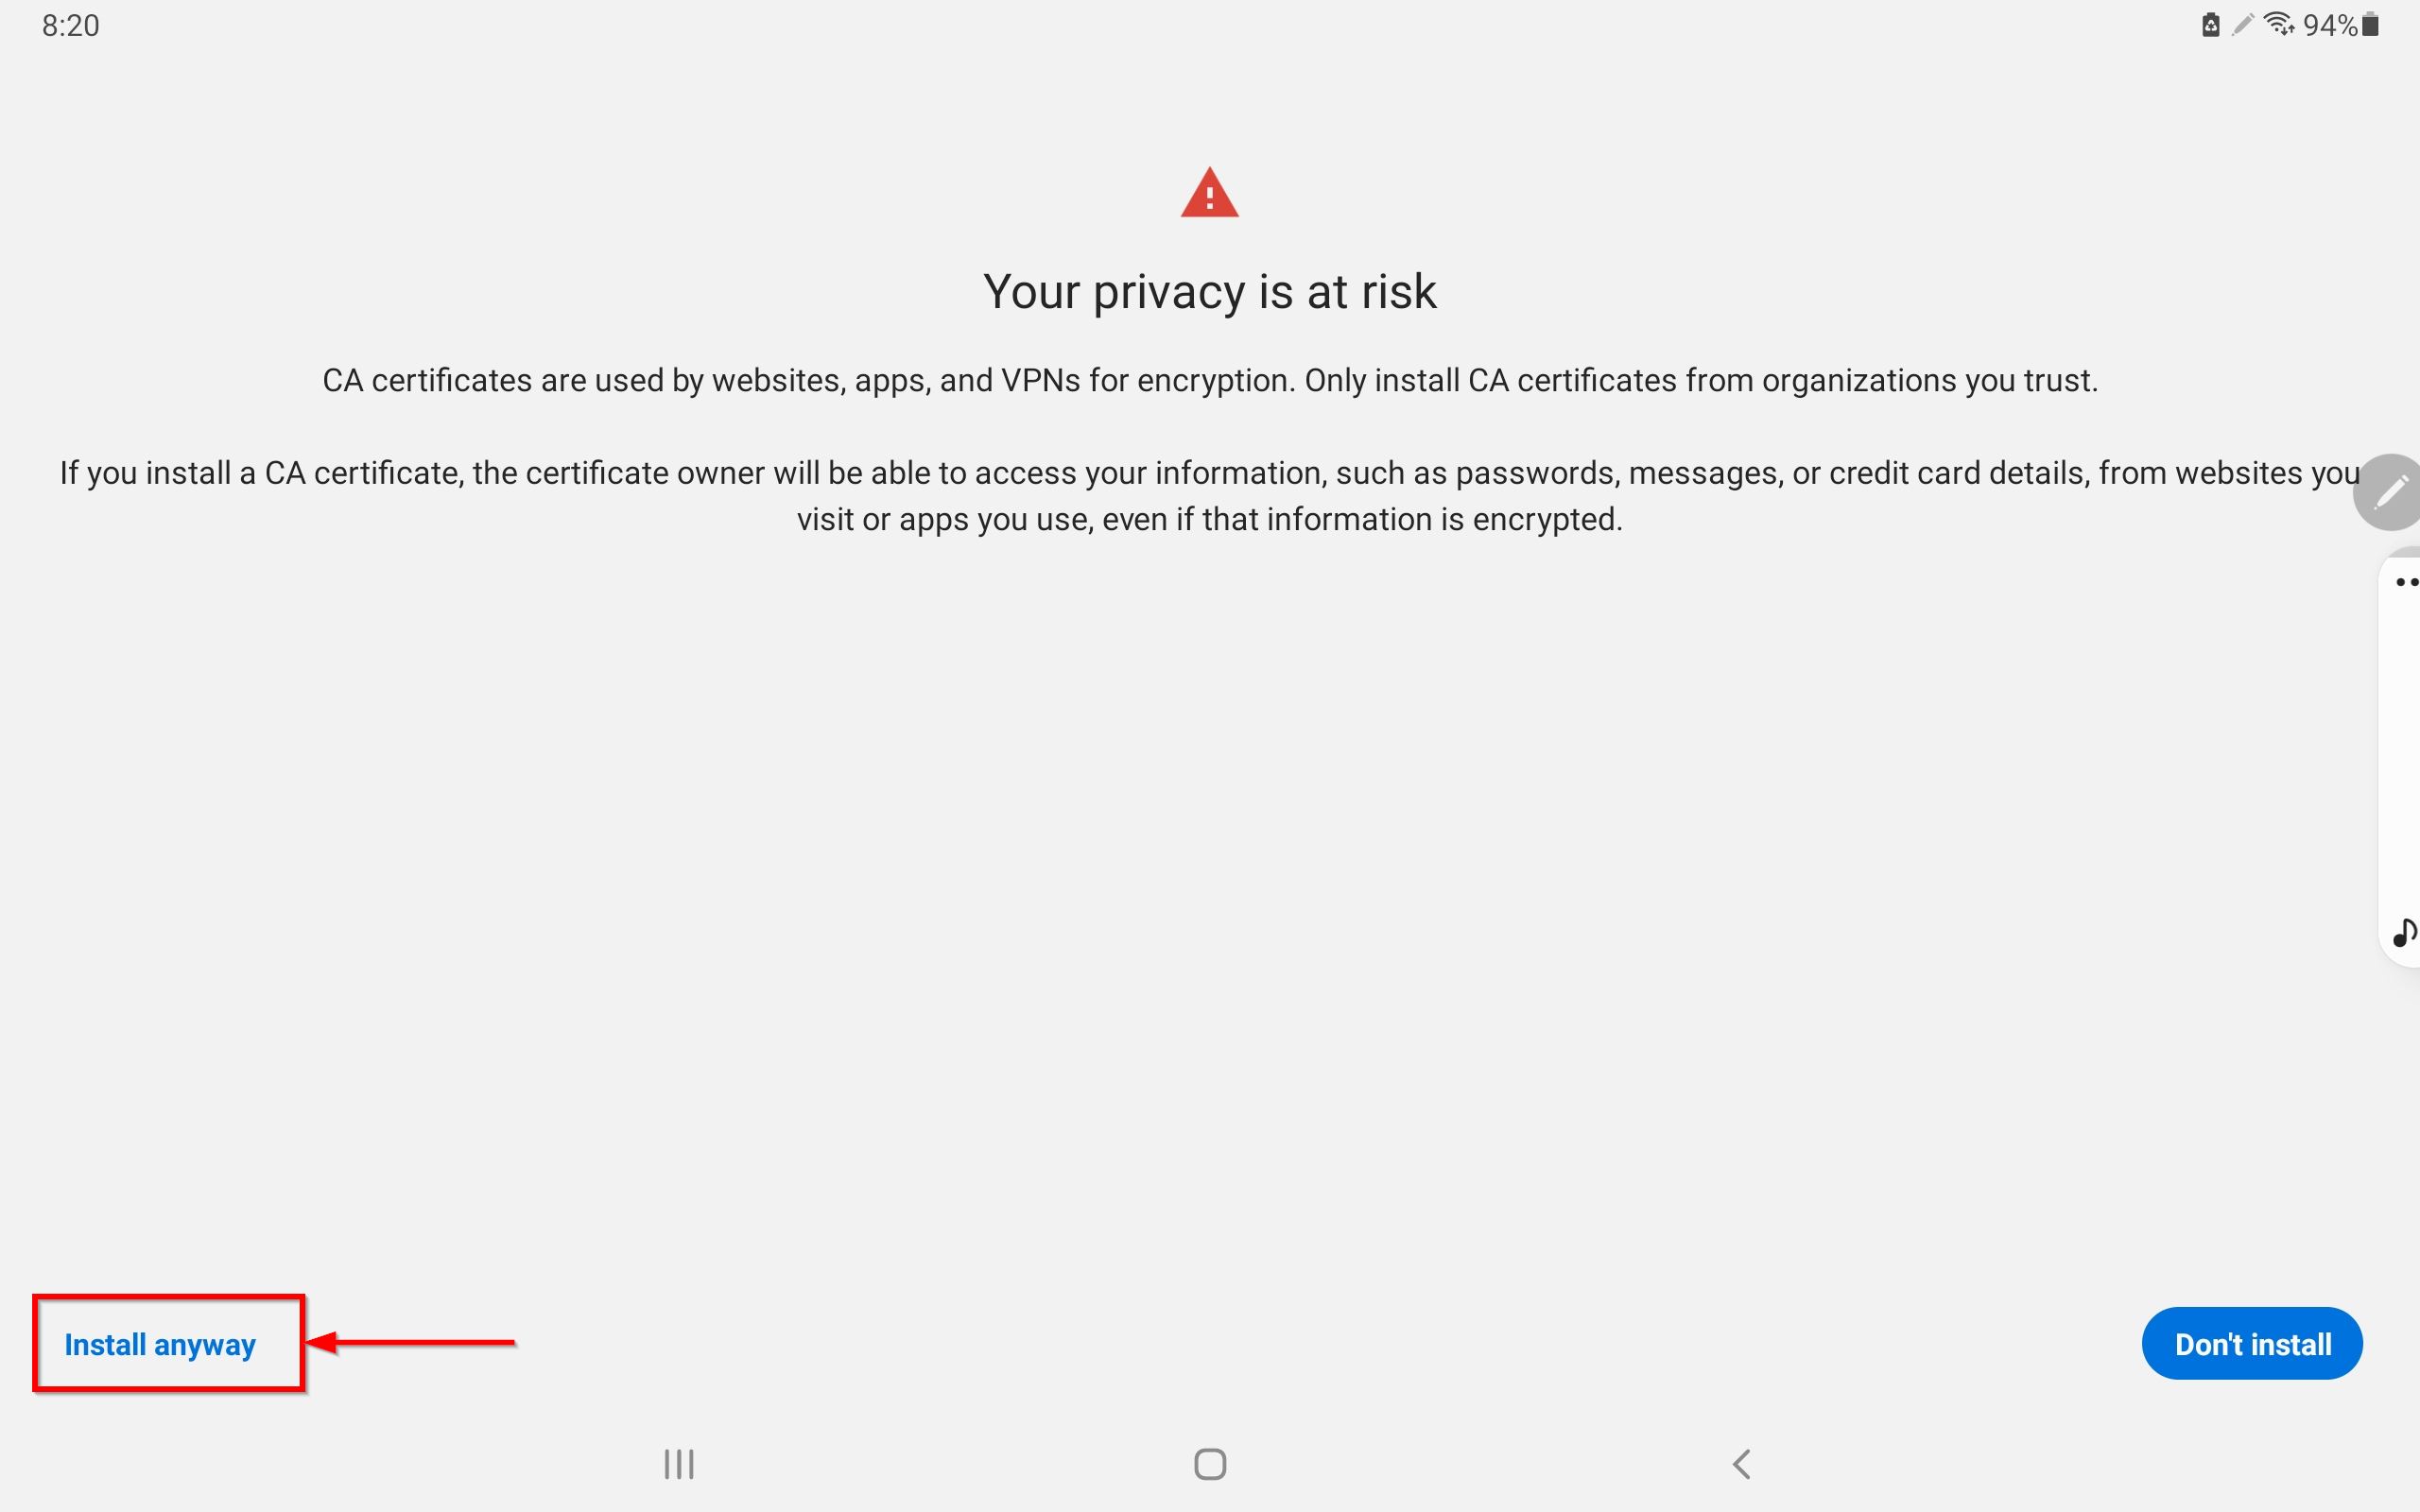 8:20
94%
Your privacy is at risk
CA certificates are used by websites, apps, and VPNs for encryption. Only install CA certificates from organizations you trust.
If you install a CA certificate, the certificate owner will be able to access your information, such as passwords, messages, or credit card details, from websites you
visit or apps you use, even if that information is encrypted.
Install anyway
Don't install